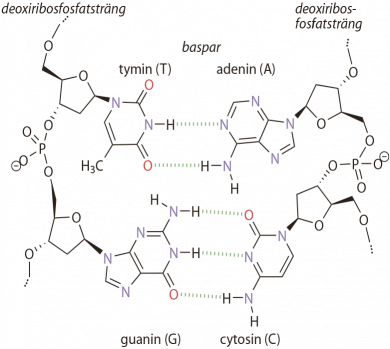 deoxiribosfosfatsträng
deoxiribos-
fosfatsträng
baspar
tymin (T)
adenin (A)
O
O
O
O
N
O
N
H
N
N
N
N
O
O
P
O
⊖
H₃C
O
H
N
H
O
P
O
⊖
O
O
O
N
H
H
O
N
O
O
N
N
H
N
N
N
O
H
N
H
guanin (G)
cytosin (C)